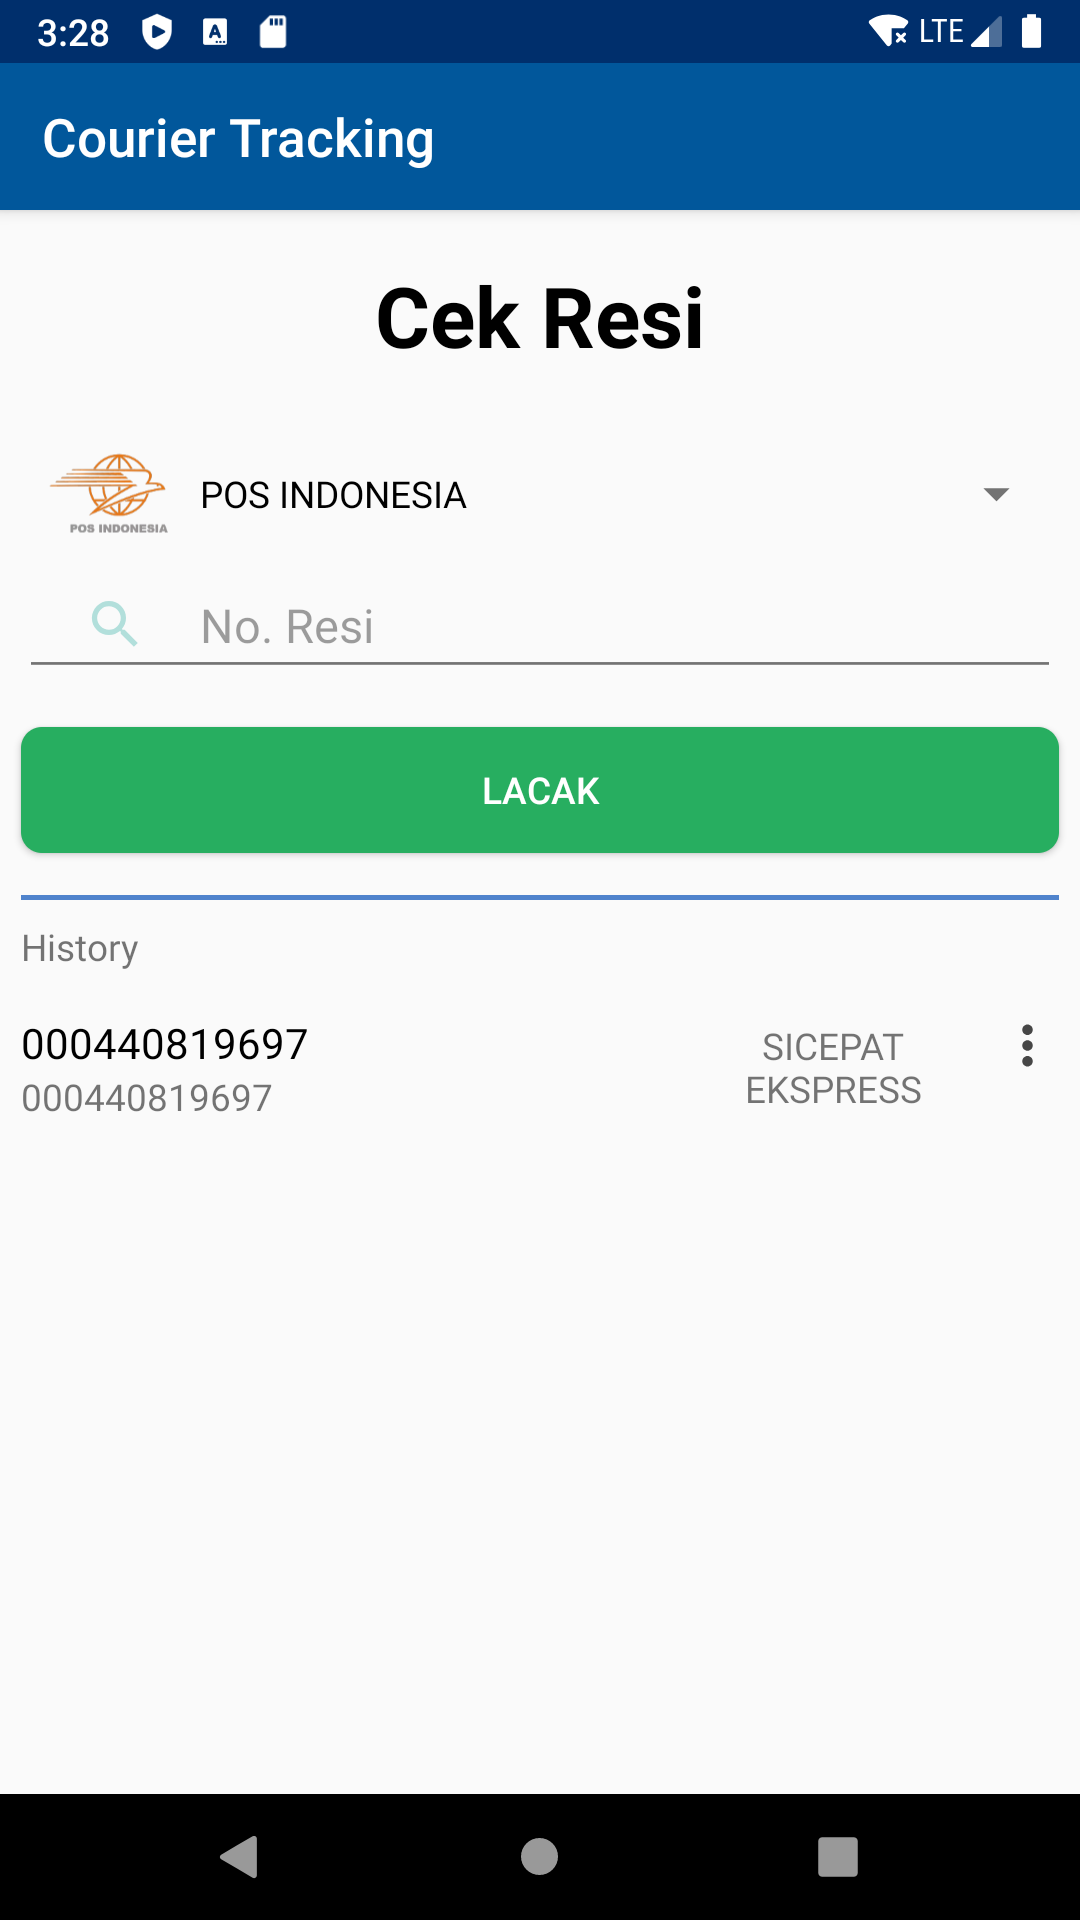 3:28
LTE
Courier Tracking
Cek Resi
POS INDONESIA
POS INDONESIA
No. Resi
LACAK
History
000440819697
SICEPAT
EKSPRESS
000440819697